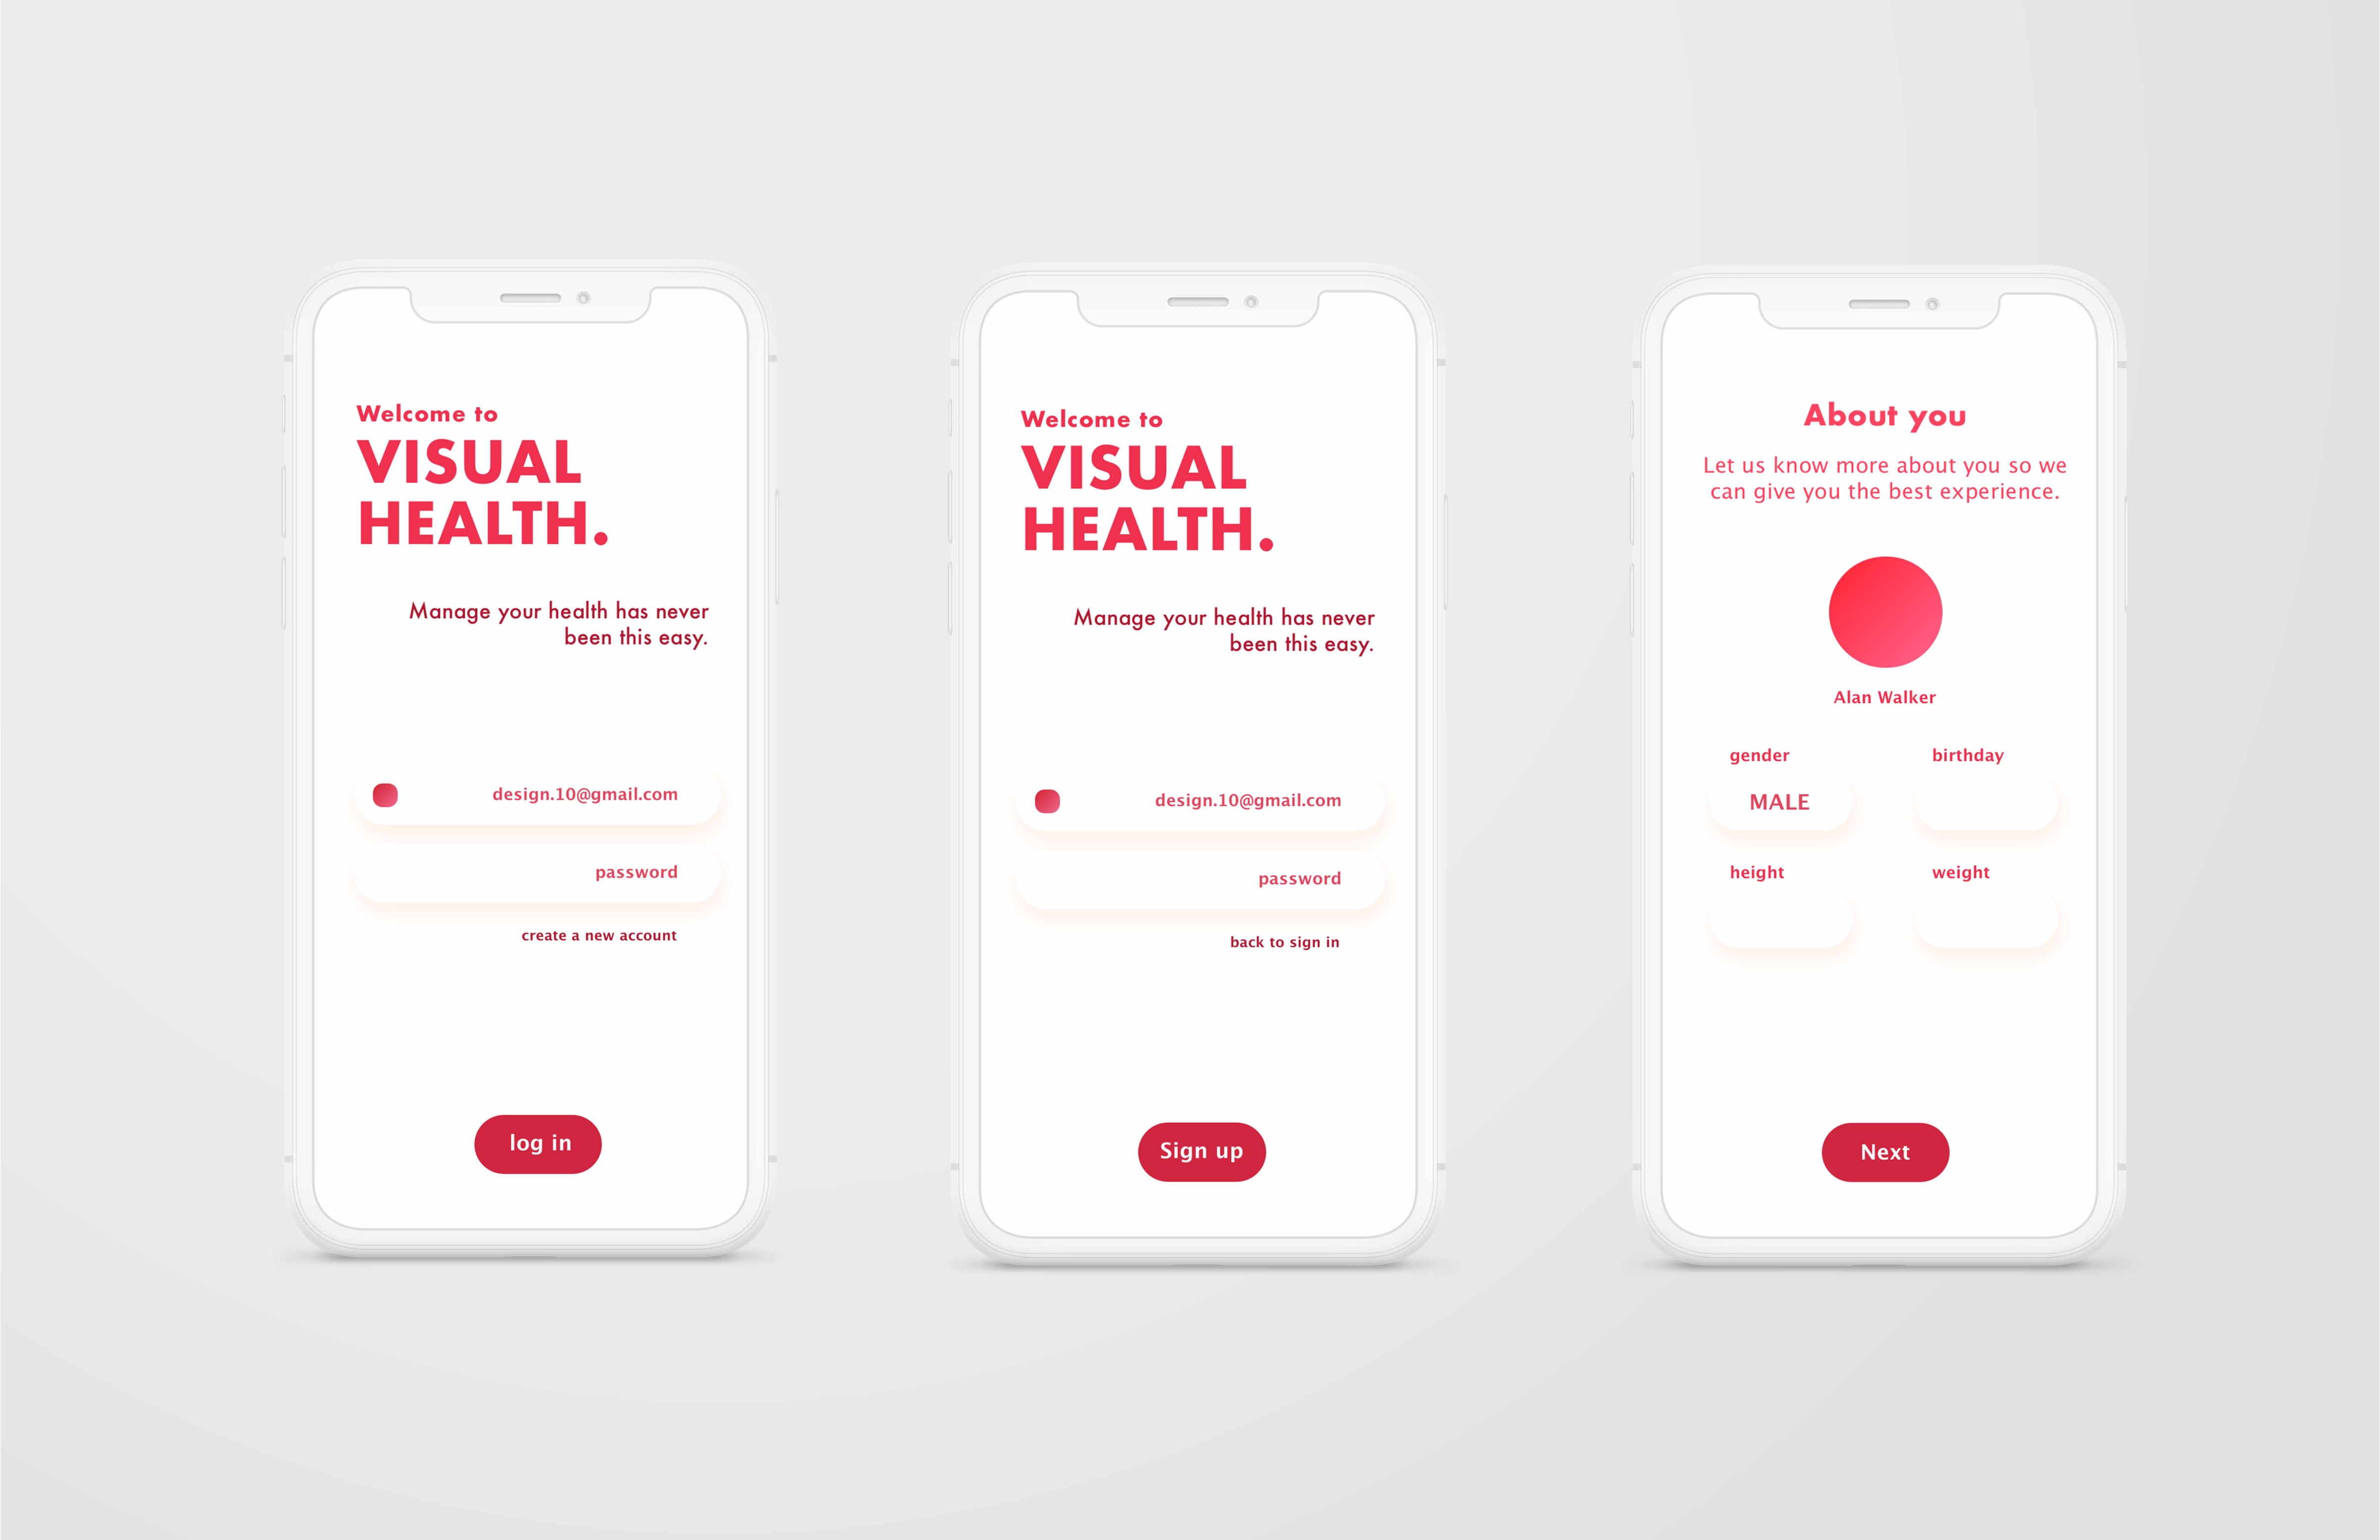 Welcome to
VISUAL
HEALTH.
Manage your health has never
been this easy.
design.10@gmail.com
password
create a new account
log in
Welcome to
VISUAL
HEALTH.
Manage your health has never
been this easy.
design.10@gmail.com
password
back to sign in
Sign up
About you
Let us know more about you so we
can give you the best experience.
Alan Walker
gender
birthday
MALE
height
weight
Next